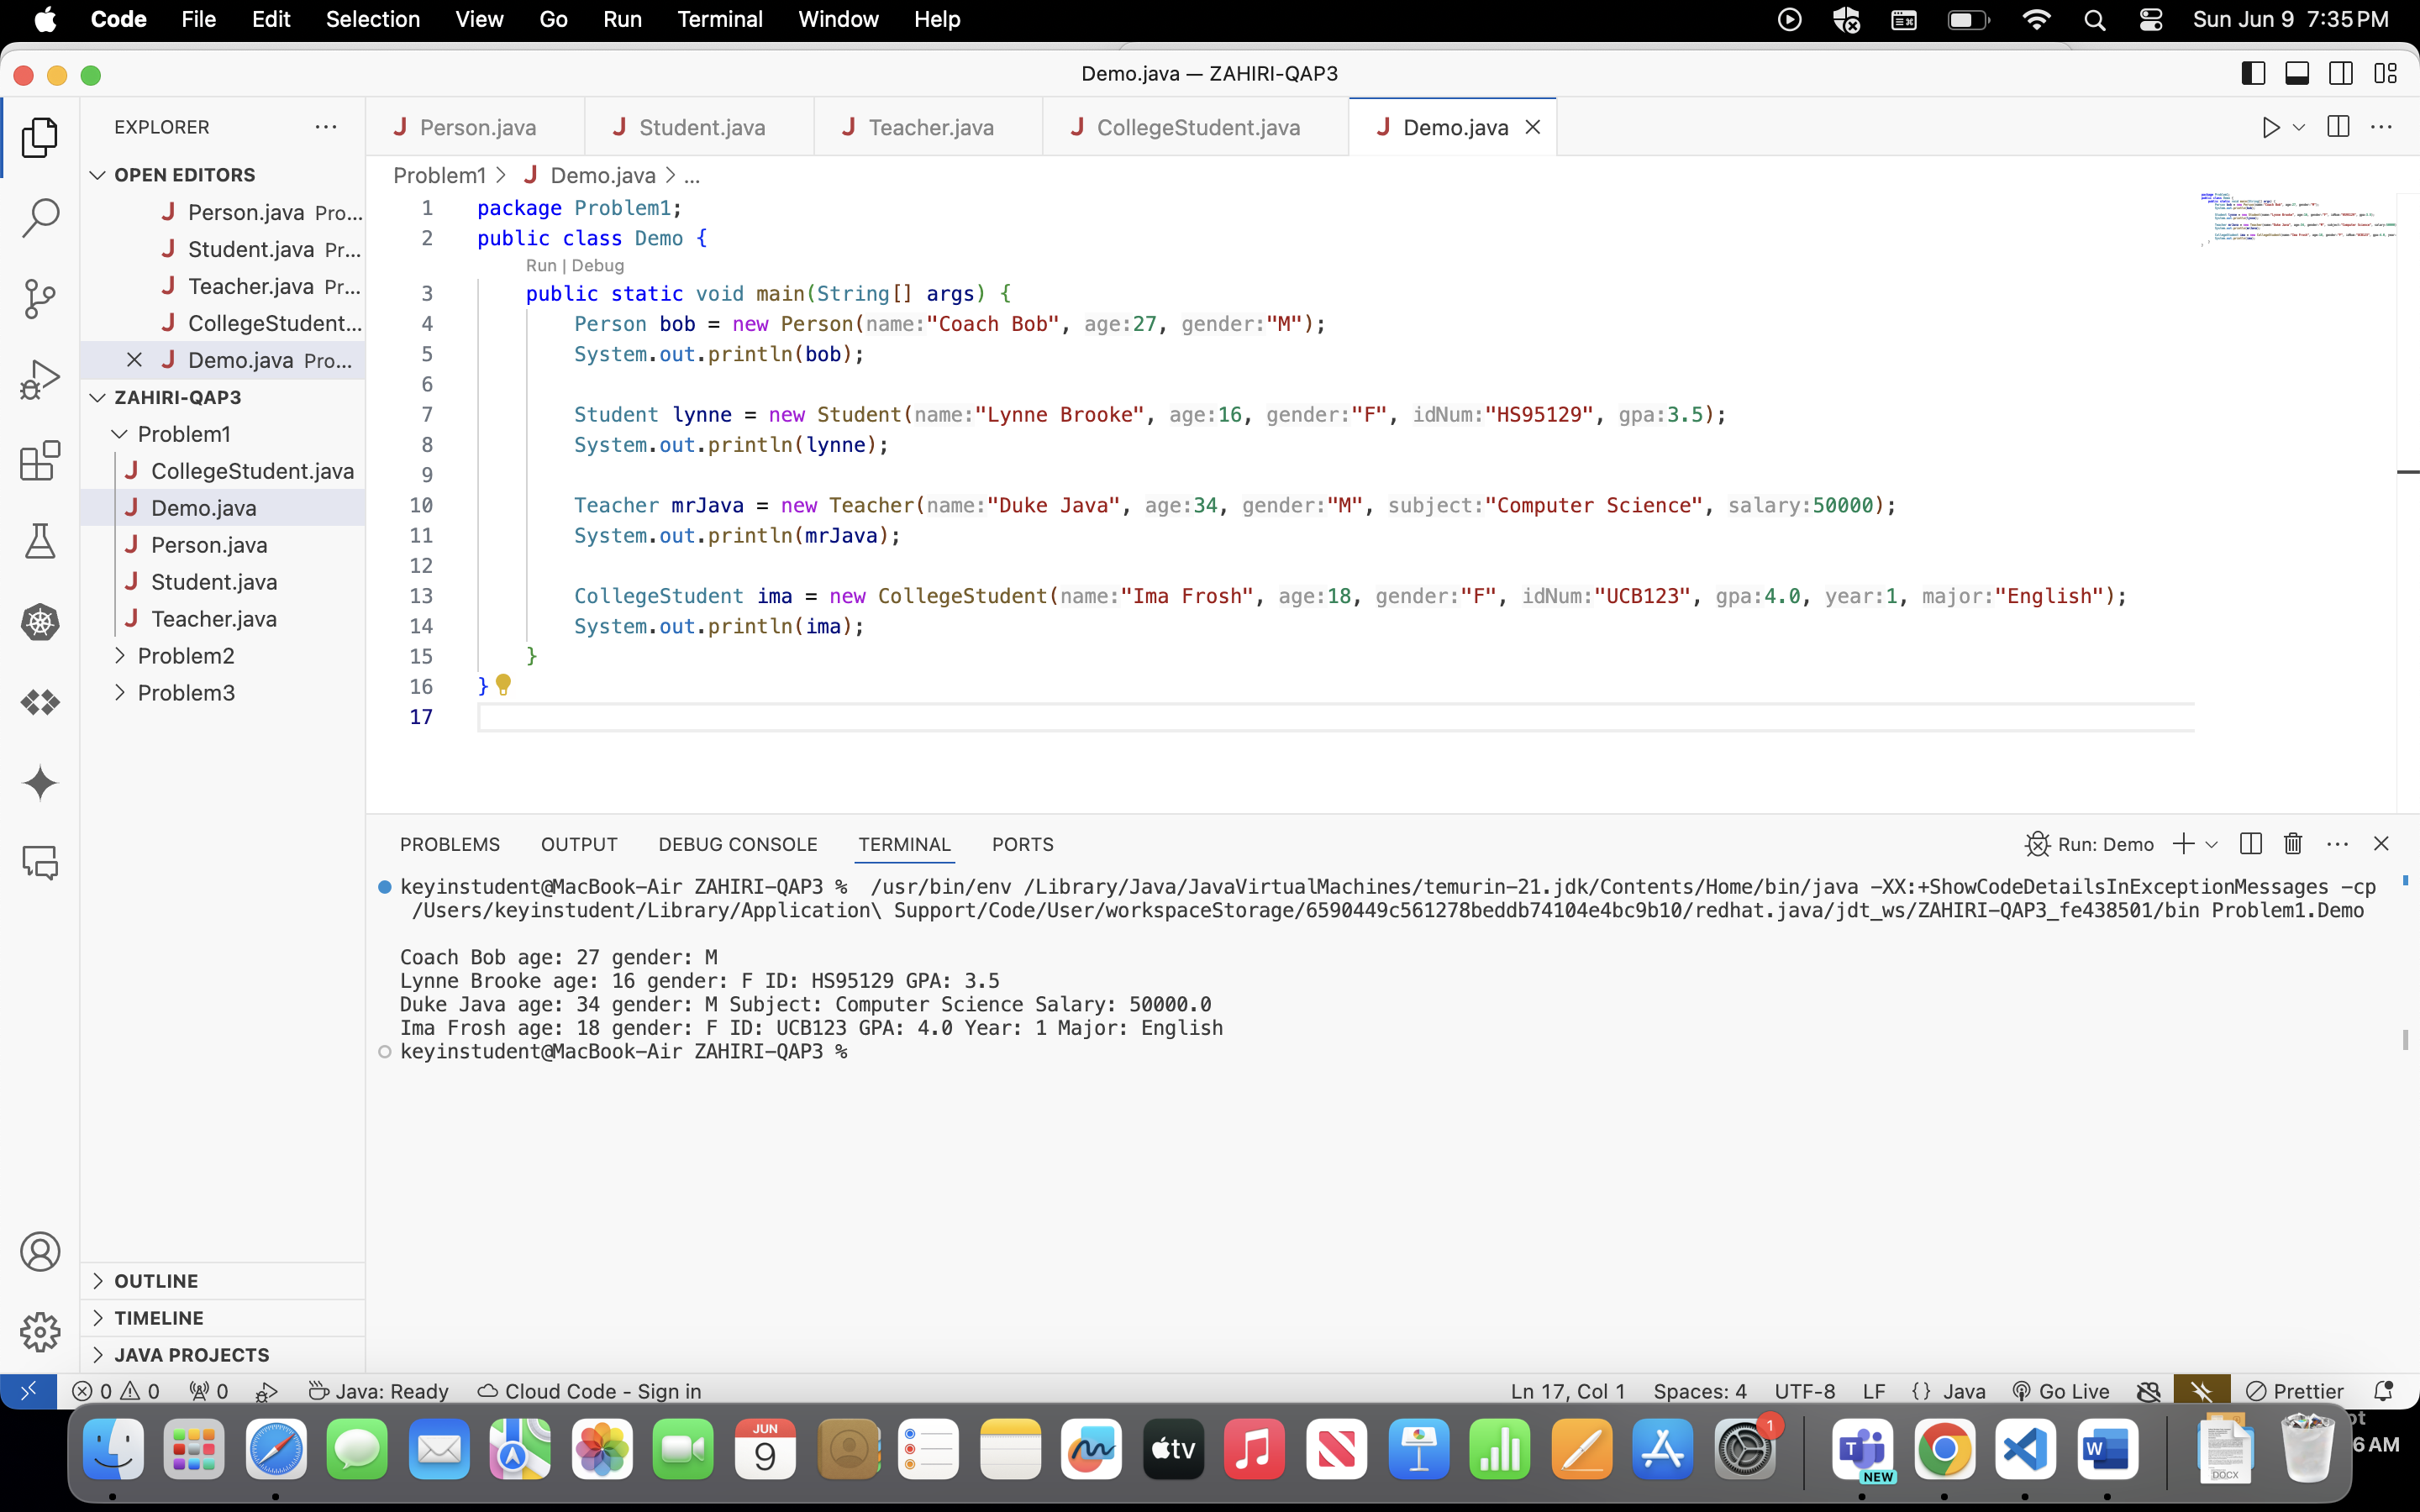 Code File Edit Selection View Go Run Terminal Window Help Sun Jun 9 7:35 PM
Demo.java — ZAHIRI-QAP3
EXPLORER
OPEN EDITORS
Person.java Pro...
Student.java Pr...
Teacher.java Pr...
CollegeStudent...
Demo.java Pro...
ZAHIRI-QAP3
Problem1
CollegeStudent.java
Demo.java
Person.java
Student.java
Teacher.java
Problem2
Problem3
OUTLINE
TIMELINE
JAVA PROJECTS
Person.java Student.java Teacher.java CollegeStudent.java Demo.java
Problem1 > Demo.java > ...
1 package Problem1;
2 public class Demo {
Run | Debug
3 public static void main(String[] args) {
4 Person bob = new Person(name:"Coach Bob", age:27, gender:"M");
5 System.out.println(bob);
6
7 Student lynne = new Student(name:"Lynne Brooke", age:16, gender:"F", idNum:"HS95129", gpa:3.5);
8 System.out.println(lynne);
9
10 Teacher mrJava = new Teacher(name:"Duke Java", age:34, gender:"M", subject:"Computer Science", salary:50000);
11 System.out.println(mrJava);
12
13 CollegeStudent ima = new CollegeStudent(name:"Ima Frosh", age:18, gender:"F", idNum:"UCB123", gpa:4.0, year:1, major:"English");
14 System.out.println(ima);
15 }
16 }
17
PROBLEMS OUTPUT DEBUG CONSOLE TERMINAL PORTS Run: Demo
keyinstudent@MacBook-Air ZAHIRI-QAP3 % /usr/bin/env /Library/Java/JavaVirtualMachines/temurin-21.jdk/Contents/Home/bin/java -XX:+ShowCodeDetailsInExceptionMessages -cp
/Users/keyinstudent/Library/Application\ Support/Code/User/workspaceStorage/6590449c561278beddb74104e4bc9b10/redhat.java/jdt_ws/ZAHIRI-QAP3_fe438501/bin Problem1.Demo
Coach Bob age: 27 gender: M
Lynne Brooke age: 16 gender: F ID: HS95129 GPA: 3.5
Duke Java age: 34 gender: M Subject: Computer Science Salary: 50000.0
Ima Frosh age: 18 gender: F ID: UCB123 GPA: 4.0 Year: 1 Major: English
keyinstudent@MacBook-Air ZAHIRI-QAP3 %
0 0 0 Java: Ready Cloud Code - Sign in Ln 17, Col 1 Spaces: 4 UTF-8 LF {} Java Go Live Prettier
JUN
9
tv
1
T
NEW
W
DOCX
6 AM